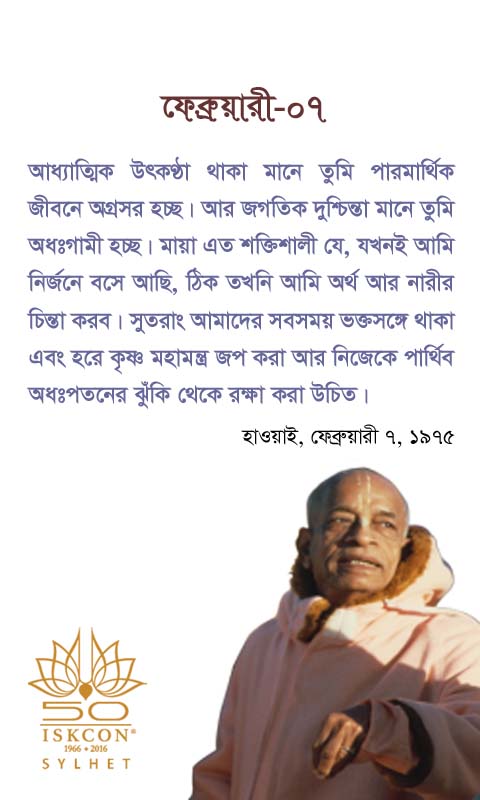 ফেব্রুয়ারী-০৭
আধ্যাত্মিক উৎকণ্ঠা থাকা মানে তুমি পারমার্থিক
জীবনে অগ্রসর হচ্ছ। আর জগতিক দুশ্চিন্তা মানে তুমি
অধঃগামী হচ্ছ। মায়া এত শক্তিশালী যে, যখনই আমি
নির্জনে বসে আছি, ঠিক তখনি আমি অর্থ আর নারীর
চিন্তা করব। সুতরাং আমাদের সবসময় ভক্তসঙ্গে থাকা
এবং হরে কৃষ্ণ মহামন্ত্র জপ করা আর নিজেকে পার্থিব
অধঃপতনের ঝুঁকি থেকে রক্ষা করা উচিত।
হাওয়াই, ফেব্রুয়ারী ৭, ১৯৭৫
50
ISKCON®
1966 • 2016
SYLHET